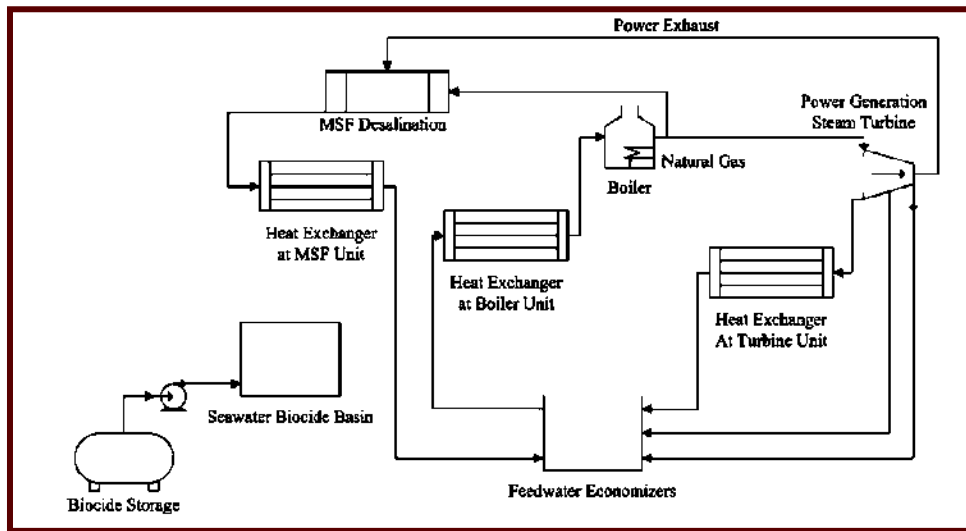 Power Exhaust
MSF Desalination
Power Generation
Steam Turbine
Natural Gas
Boiler
Heat Exchanger
at MSF Unit
Heat Exchanger
at Boiler Unit
Heat Exchanger
At Turbine Unit
Seawater Biocide Basin
Feedwater Economizers
Biocide Storage